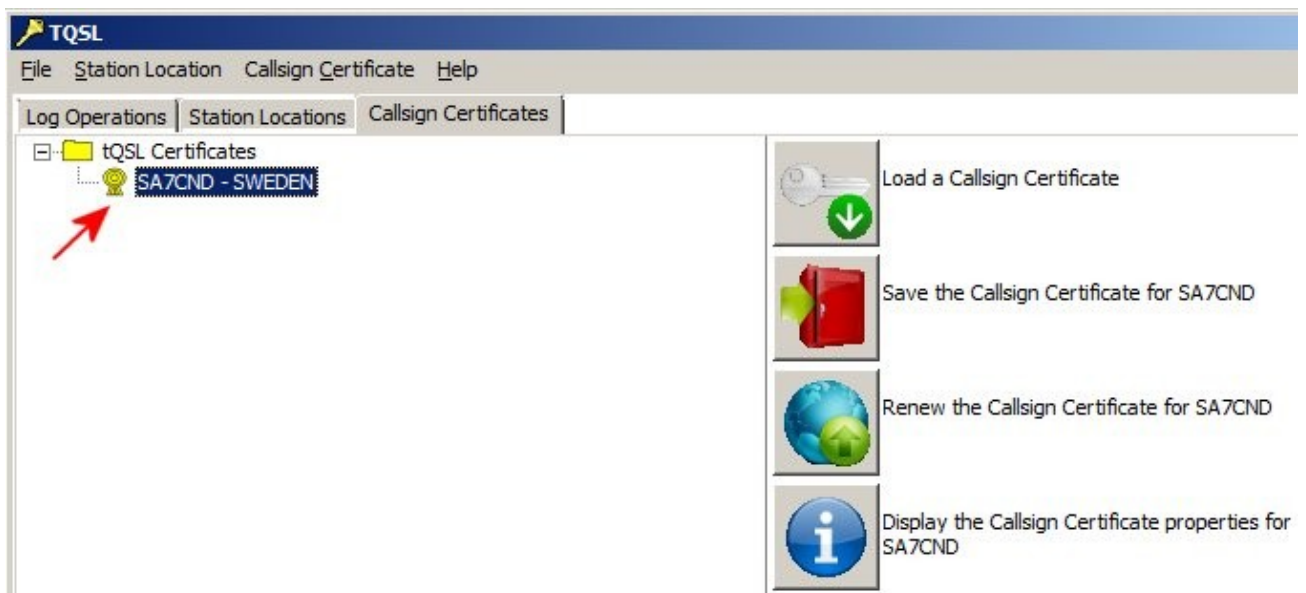 TQSL
File Station Location Callsign Certificate Help
Log Operations Station Locations Callsign Certificates
tQSL Certificates
SA7CND - SWEDEN
Load a Callsign Certificate
Save the Callsign Certificate for SA7CND
Renew the Callsign Certificate for SA7CND
Display the Callsign Certificate properties for
SA7CND